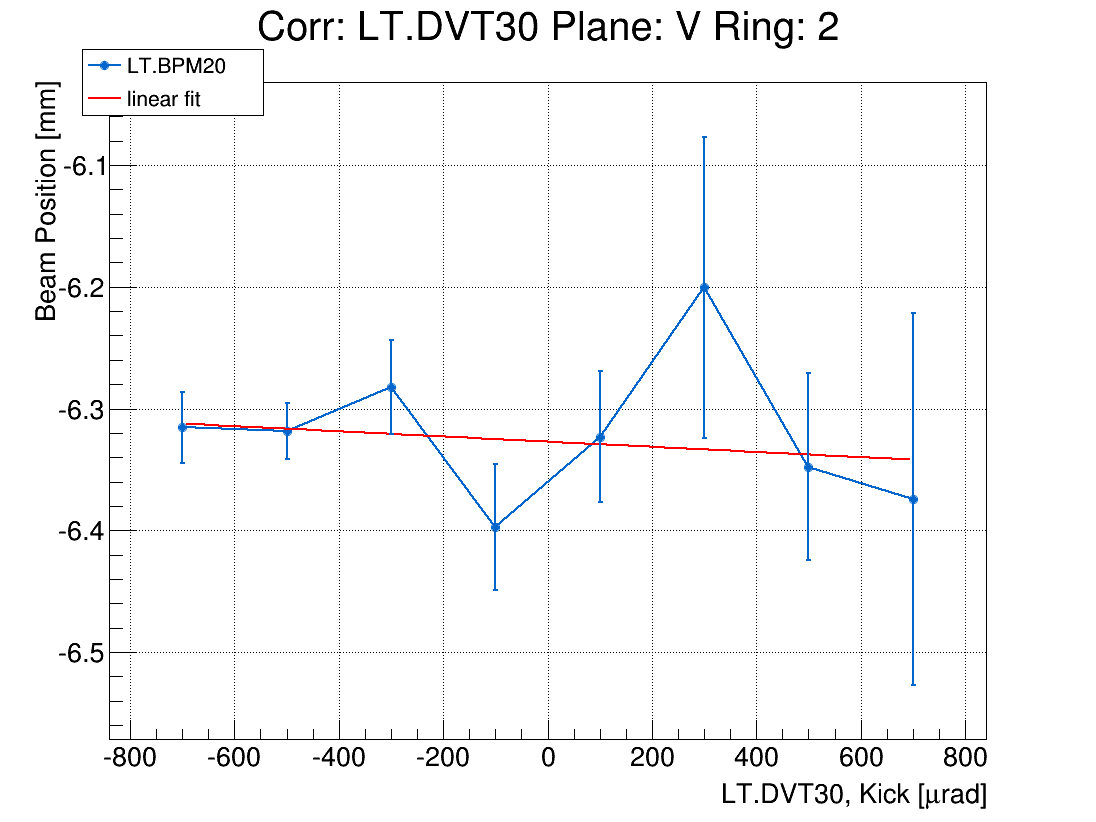 Corr: LT.DVT30 Plane: V Ring: 2
LT.BPM20
linear fit
Beam Position [mm]
-6.1
-6.2
-6.3
-6.4
-6.5
-800 -600 -400 -200 0 200 400 600 800
LT.DVT30, Kick [μrad]